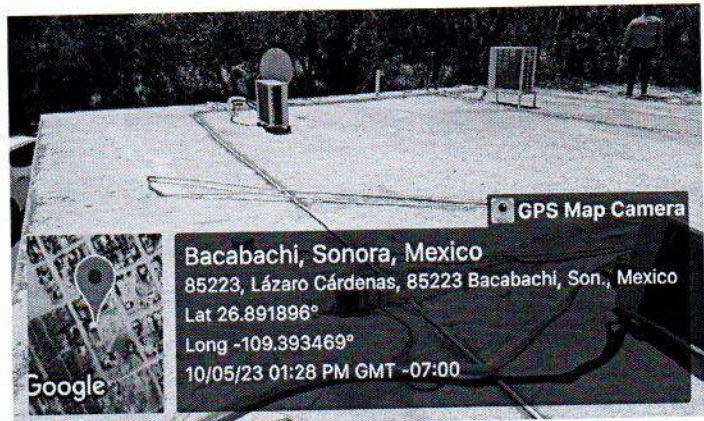 GPS Map Camera
Bacabachi, Sonora, Mexico
85223, Lázaro Cárdenas, 85223 Bacabachi, Son., Mexico
Lat 26.891896°
Long -109.393469°
10/05/23 01:28 PM GMT -07:00
Google